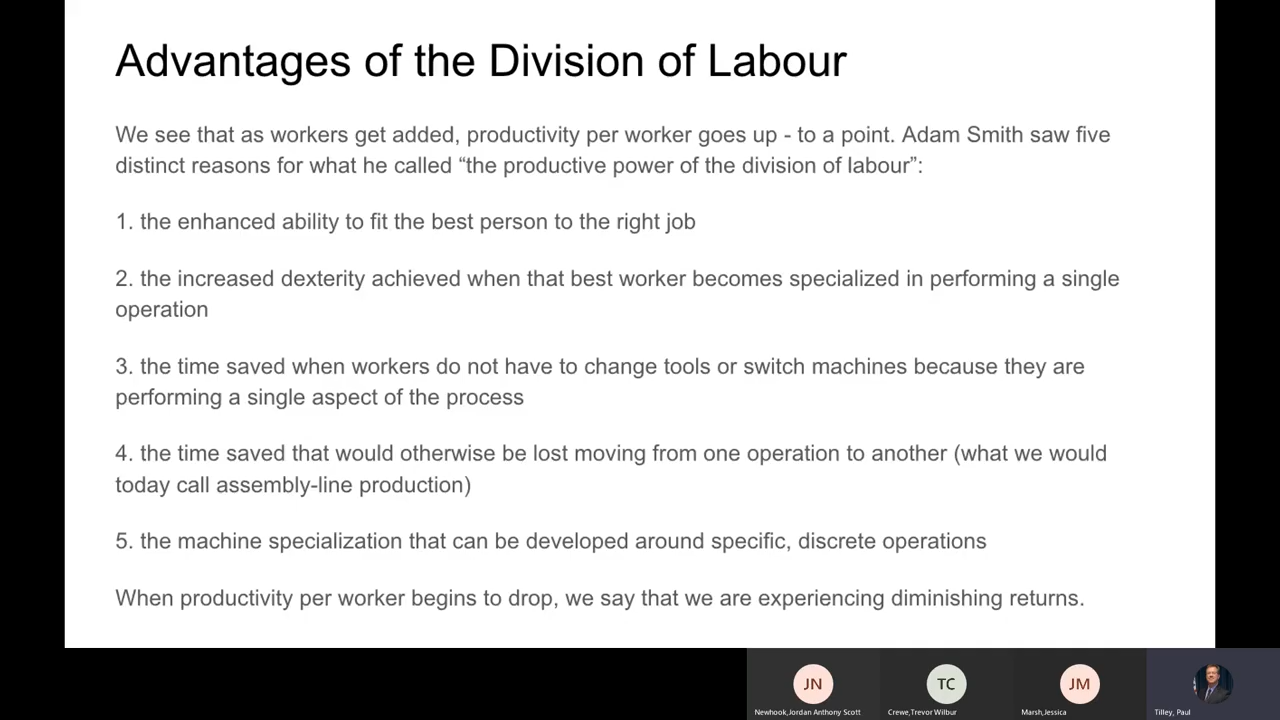 Advantages of the Division of Labour
We see that as workers get added, productivity per worker goes up - to a point. Adam Smith saw five
distinct reasons for what he called “the productive power of the division of labour”:
1. the enhanced ability to fit the best person to the right job
2. the increased dexterity achieved when that best worker becomes specialized in performing a single
operation
3. the time saved when workers do not have to change tools or switch machines because they are
performing a single aspect of the process
4. the time saved that would otherwise be lost moving from one operation to another (what we would
today call assembly-line production)
5. the machine specialization that can be developed around specific, discrete operations
When productivity per worker begins to drop, we say that we are experiencing diminishing returns.
JN
TC
JM
Newhook,Jordan Anthony Scott
Crewe,Trevor Wilbur
Marsh,Jessica
Tilley, Paul